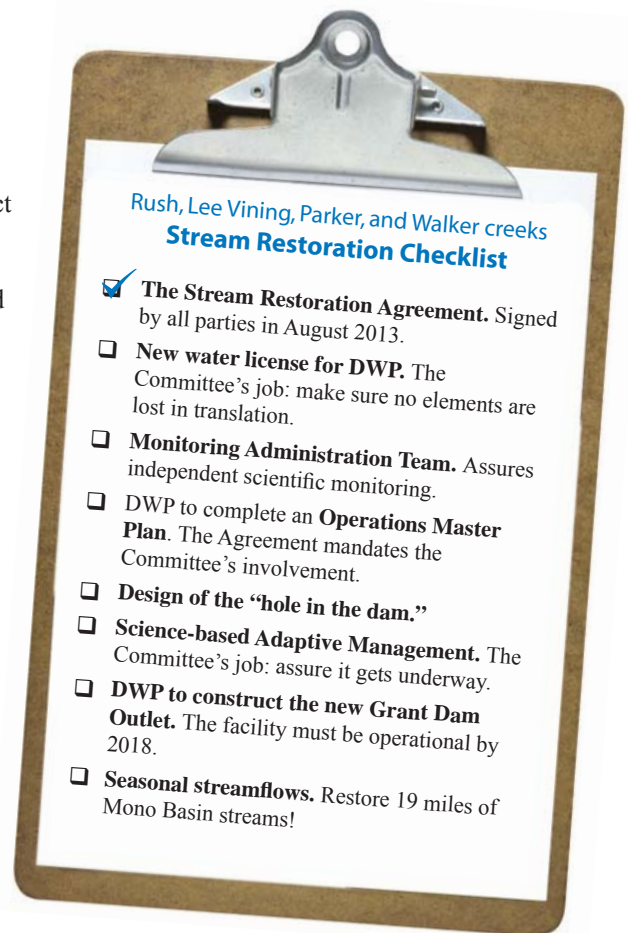 ct
d
Rush, Lee Vining, Parker, and Walker creeks
Stream Restoration Checklist
The Stream Restoration Agreement. Signed
by all parties in August 2013.
New water license for DWP. The
Committee’s job: make sure no elements are
lost in translation.
Monitoring Administration Team. Assures
independent scientific monitoring.
DWP to complete an Operations Master
Plan. The Agreement mandates the
Committee’s involvement.
Design of the “hole in the dam.”
Science-based Adaptive Management. The
Committee’s job: assure it gets underway.
DWP to construct the new Grant Dam
Outlet. The facility must be operational by
2018.
Seasonal streamflows. Restore 19 miles of
Mono Basin streams!